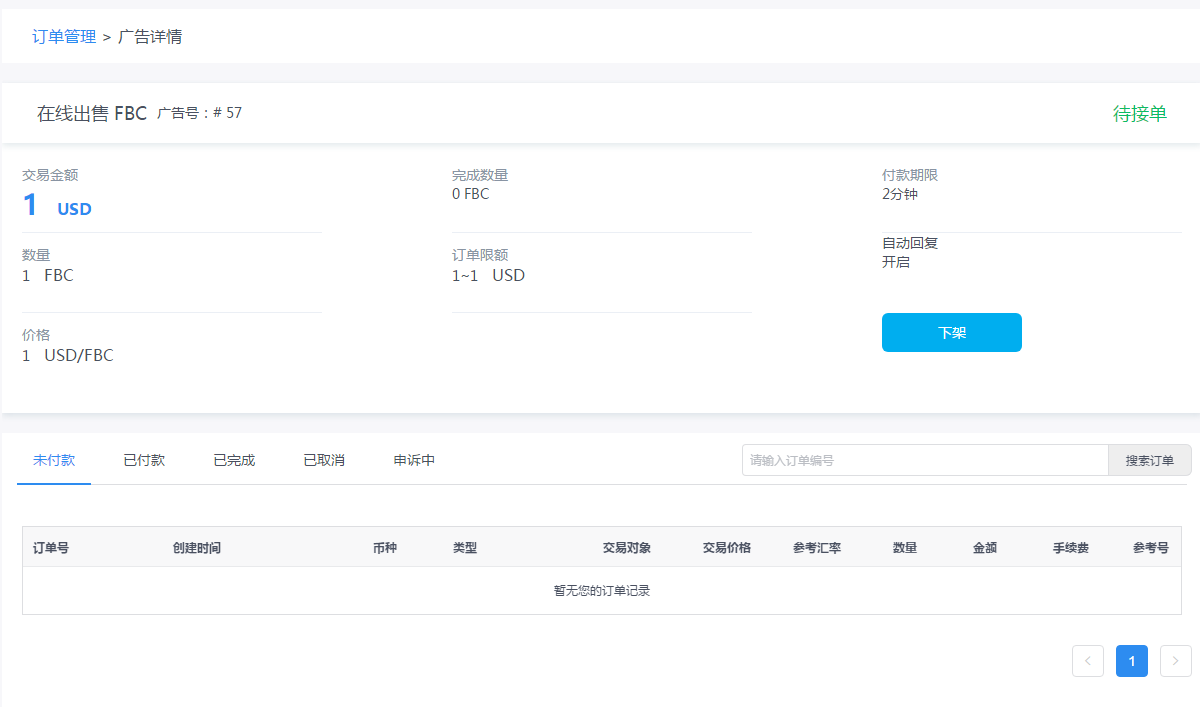 订单管理 > 广告详情
在线出售 FBC 广告号：# 57
待接单
交易金额
1 USD
数量
1 FBC
价格
1 USD/FBC
完成数量
0 FBC
订单限额
1~1 USD
付款期限
2分钟
自动回复
开启
下架
未付款 已付款 已完成 已取消 申诉中
请输入订单编号 搜索订单
订单号 创建时间 币种 类型 交易对象 交易价格 参考汇率 数量 金额 手续费 参考号
暂无您的订单记录
< 1 >